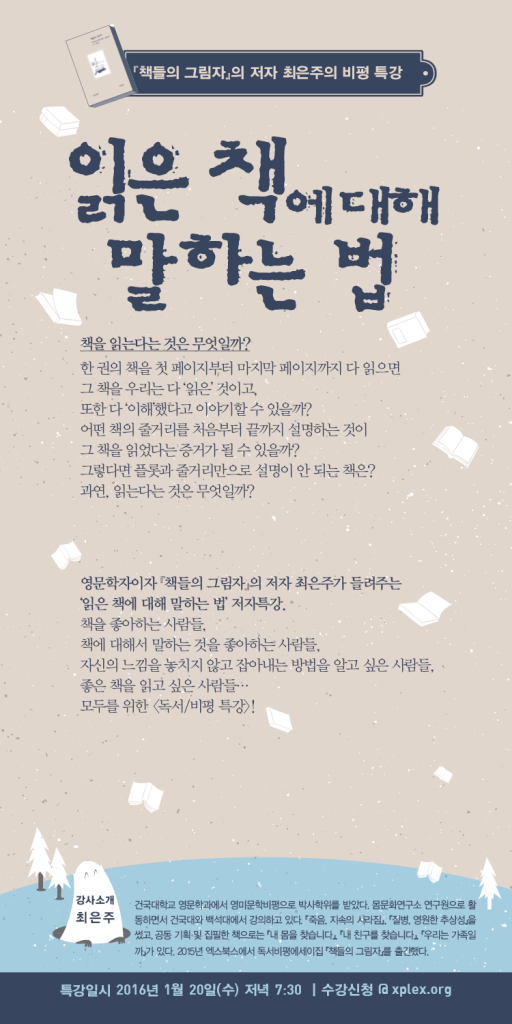 『책들의 그림자』의 저자 최은주의 비평 특강
읽은 책에 대해
말하는 법
책을 읽는다는 것은 무엇일까?
한 권의 책을 첫 페이지부터 마지막 페이지까지 다 읽으면
그 책을 우리는 다 ‘읽은’ 것이고,
또한 다 ‘이해’했다고 이야기할 수 있을까?
어떤 책의 줄거리를 처음부터 끝까지 설명하는 것이
그 책을 읽었다는 증거가 될 수 있을까?
그렇다면 플롯과 줄거리만으로 설명이 안 되는 책은?
과연, 읽는다는 것은 무엇일까?
영문학자이자 『책들의 그림자』의 저자 최은주가 들려주는
‘읽은 책에 대해 말하는 법’ 저자특강.
책을 좋아하는 사람들,
책에 대해서 말하는 것을 좋아하는 사람들,
자신의 느낌을 놓치지 않고 잡아내는 방법을 알고 싶은 사람들,
좋은 책을 읽고 싶은 사람들…
모두를 위한 〈독서/비평 특강〉!
강사소개
최은주
건국대학교 영문학과에서 영미문학비평으로 박사학위를 받았다. 몸문화연구소 연구원으로 활
동하면서 건국대와 백석대에서 강의하고 있다. 『죽음, 지속의 사라짐』, 『질병, 영원한 추상성』을
썼고, 공동 기획 및 집필한 책으로는 『내 몸을 찾습니다』, 『내 친구를 찾습니다』, 『우리는 가족일
까』가 있다. 2015년 엑스북스에서 독서비평에세이집 『책들의 그림자』를 출간했다.
특강일시 2016년 1월 20일(수) 저녁 7:30 | 수강신청 @ xplex.org